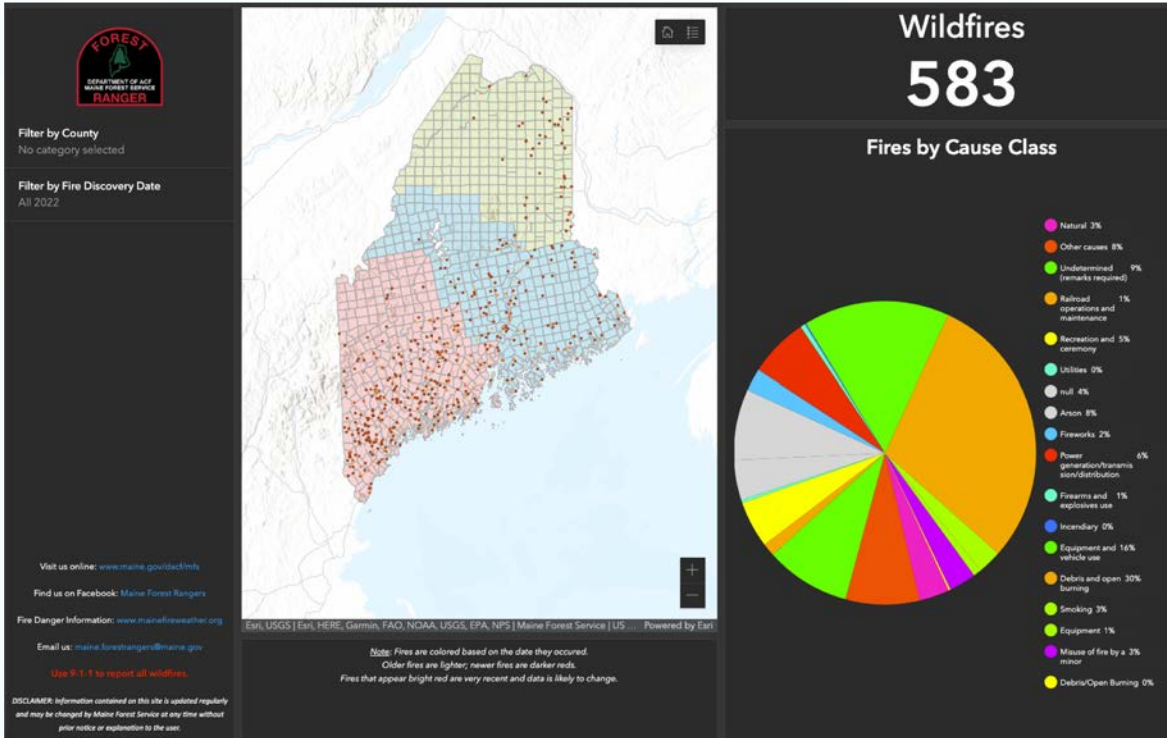 FOREST
DEPARTMENT OF ACF
MAINE FOREST SERVICE
RANGER
Filter by County
No category selected
Filter by Fire Discovery Date
All 2022
Visit us online: www.maine.gov/dacf/mfs
Find us on Facebook: Maine Forest Rangers
Fire Danger Information: www.mainefireweather.org
Email us: maine.forestrangers@maine.gov
Use 9-1-1 to report all wildfires.
DISCLAIMER: Information contained on this site is updated regularly
and may be changed by Maine Forest Service at any time without
prior notice or explanation to the user.
+
−
Esri, USGS | Esri, HERE, Garmin, FAO, NOAA, USGS, EPA, NPS | Maine Forest Service | US ... Powered by Esri
Note: Fires are colored based on the date they occured.
Older fires are lighter; newer fires are darker reds.
Fires that appear bright red are very recent and data is likely to change.
Wildfires
583
Fires by Cause Class
Natural 3%
Other causes 8%
Undetermined 9%
(remarks required)
Railroad 1%
operations and
maintenance
Recreation and 5%
ceremony
Utilities 0%
null 4%
Arson 8%
Fireworks 2%
Power 6%
generation/transmis
sion/distribution
Firearms and 1%
explosives use
Incendiary 0%
Equipment and 16%
vehicle use
Debris and open 30%
burning
Smoking 3%
Equipment 1%
Misuse of fire by a 3%
minor
Debris/Open Burning 0%